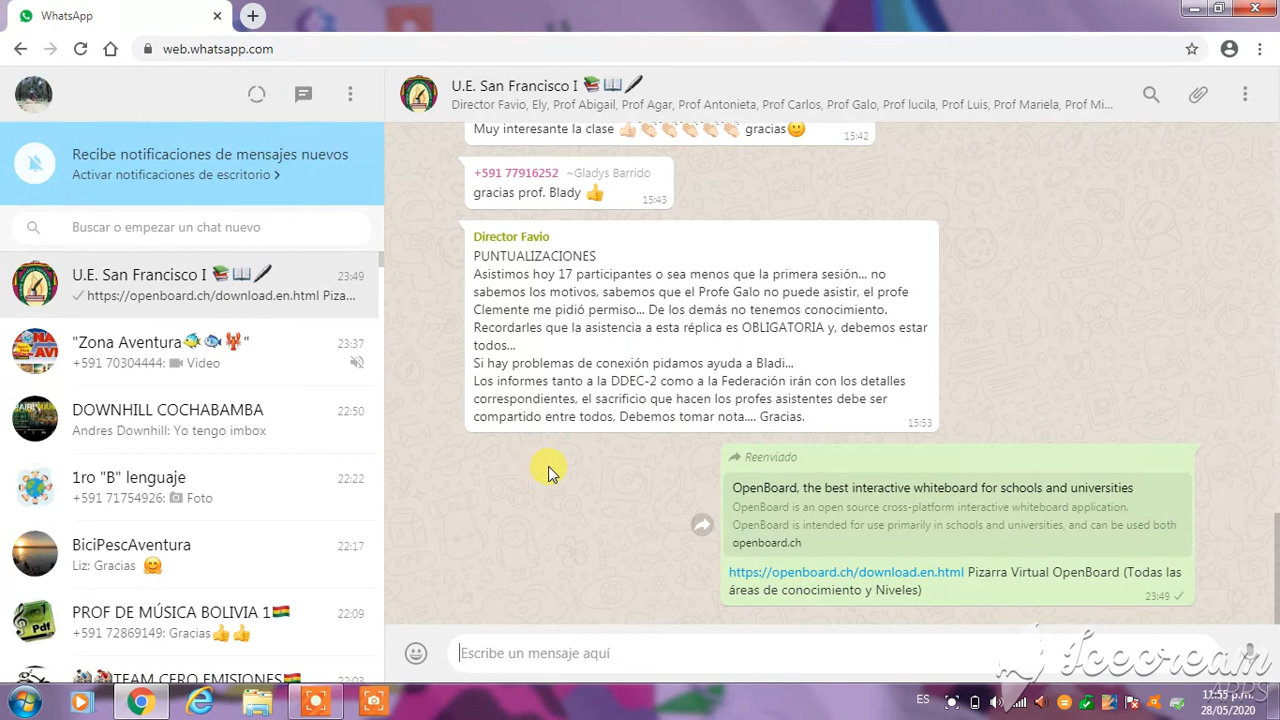 WhatsApp
web.whatsapp.com
Recibe notificaciones de mensajes nuevos
Activar notificaciones de escritorio >
Buscar o empezar un chat nuevo
U.E. San Francisco I 📚📖🖋 23:49
https://openboard.ch/download.en.html Piza...
"Zona Aventura🐠🐟🦞" 23:37
+591 70304444: Video
DOWNHILL COCHABAMBA 22:50
Andres Downhill: Yo tengo imbox
1ro "B" lenguaje 22:22
+591 71754926: Foto
BiciPescAventura 22:17
Liz: Gracias 🤗
PROF DE MÚSICA BOLIVIA 1🇧🇴 22:09
+591 72869149: Gracias👍👍
TEAM CERO EMISIONES🇧🇴 22:03
U.E. San Francisco I 📚📖🖋
Director Favio, Ely, Prof Abigail, Prof Agar, Prof Antonieta, Prof Carlos, Prof Galo, Prof lucila, Prof Luis, Prof Mariela, Prof Mi...
Muy interesante la clase 👍🏻👏🏻👏🏻👏🏻👏🏻👏🏻 gracias🙂 15:42
+591 77916252 ~Gladys Barrido
gracias prof. Blady 👍 15:43
Director Favio
PUNTUALIZACIONES
Asistimos hoy 17 participantes o sea menos que la primera sesión... no
sabemos los motivos, sabemos que el Profe Galo no puede asistir, el profe
Clemente me pidió permiso... De los demás no tenemos conocimiento.
Recordarles que la asistencia a esta réplica es OBLIGATORIA y, debemos estar
todos...
Si hay problemas de conexión pidamos ayuda a Bladi...
Los informes tanto a la DDEC-2 como a la Federación irán con los detalles
correspondientes, el sacrificio que hacen los profes asistentes debe ser
compartido entre todos, Debemos tomar nota.... Gracias. 15:53
Reenviado
OpenBoard, the best interactive whiteboard for schools and universities
OpenBoard is an open source cross-platform interactive whiteboard application.
OpenBoard is intended for use primarily in schools and universities, and can be used both
openboard.ch
https://openboard.ch/download.en.html Pizarra Virtual OpenBoard (Todas las
áreas de conocimiento y Niveles) 23:49
Escribe un mensaje aquí
Icecream
APPS
Pdf
ES
11:55 p.m.
28/05/2020